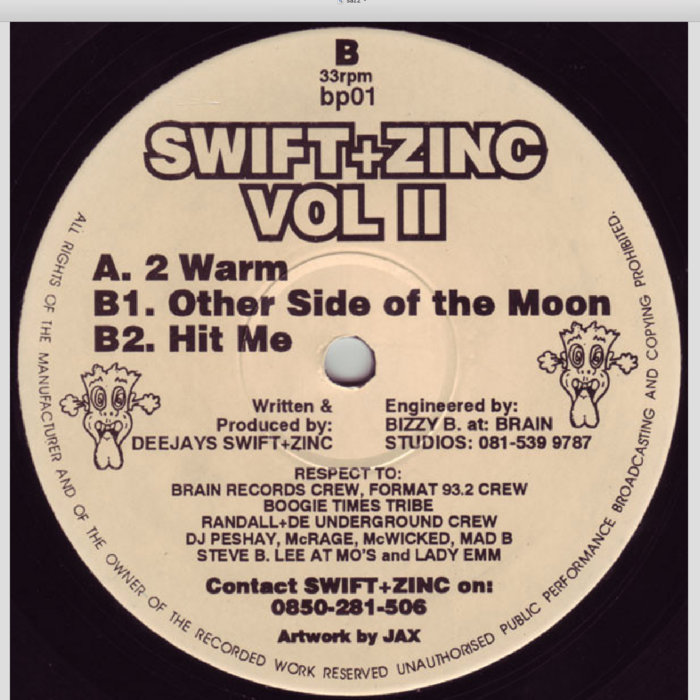 B
33rpm
bp01
SWIFT+ZINC
VOL II
A. 2 Warm
B1. Other Side of the Moon
B2. Hit Me
Written &
Produced by:
DEEJAYS SWIFT+ZINC
Engineered by:
BIZZY B. at: BRAIN
STUDIOS: 081-539 9787
RESPECT TO:
BRAIN RECORDS CREW, FORMAT 93.2 CREW
BOOGIE TIMES TRIBE
RANDALL+DE UNDERGROUND CREW
DJ PESHAY, McRAGE, McWICKED, MAD B
STEVE B. LEE AT MO'S and LADY EMM
Contact SWIFT+ZINC on:
0850-281-506
Artwork by JAX
ALL RIGHTS OF THE MANUFACTURER AND OF THE OWNER OF THE RECORDED WORK RESERVED UNAUTHORISED PUBLIC PERFORMANCE BROADCASTING AND COPYING PROHIBITED.